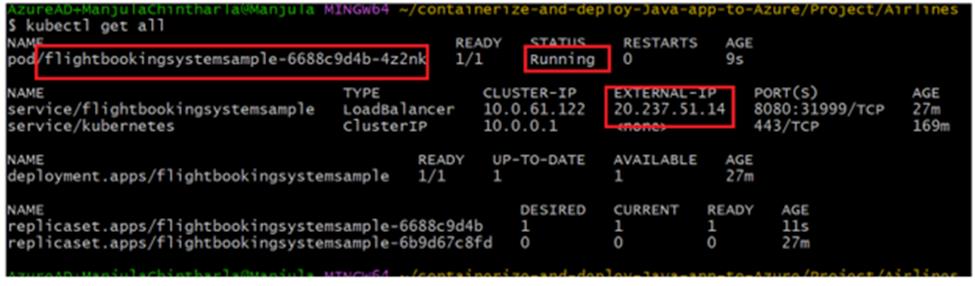 AzureAD+ManjulaChintharla@Manjula MINGW64 ~/containerize-and-deploy-Java-app-to-Azure/Project/Airlines
$ kubectl get all
NAME READY STATUS RESTARTS AGE
pod/flightbookingsystemsample-6688c9d4b-4z2nk 1/1 Running 0 9s
NAME TYPE CLUSTER-IP EXTERNAL-IP PORT(S) AGE
service/flightbookingsystemsample LoadBalancer 10.0.61.122 20.237.51.14 8080:31999/TCP 27m
service/kubernetes ClusterIP 10.0.0.1 <none> 443/TCP 169m
NAME READY UP-TO-DATE AVAILABLE AGE
deployment.apps/flightbookingsystemsample 1/1 1 1 27m
NAME DESIRED CURRENT READY AGE
replicaset.apps/flightbookingsystemsample-6688c9d4b 1 1 1 11s
replicaset.apps/flightbookingsystemsample-6b9d67c8fd 0 0 0 27m
AzureAD+ManjulaChintharla@Manjula MINGW64 ~/containerize-and-deploy-Java-app-to-Azure/Project/Airlines